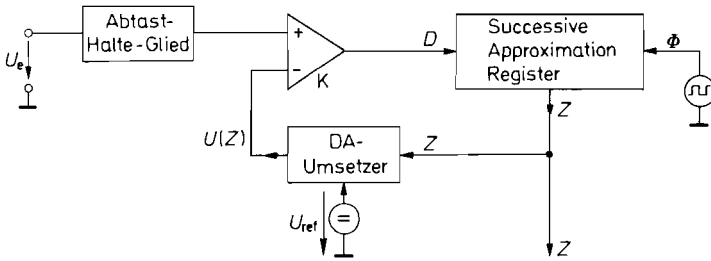 Abtast-
Halte-Glied
U_e
+
−
K
D
Successive
Approximation
Register
Φ
Z
U(Z)
DA-
Umsetzer
Z
U_ref
=
Z